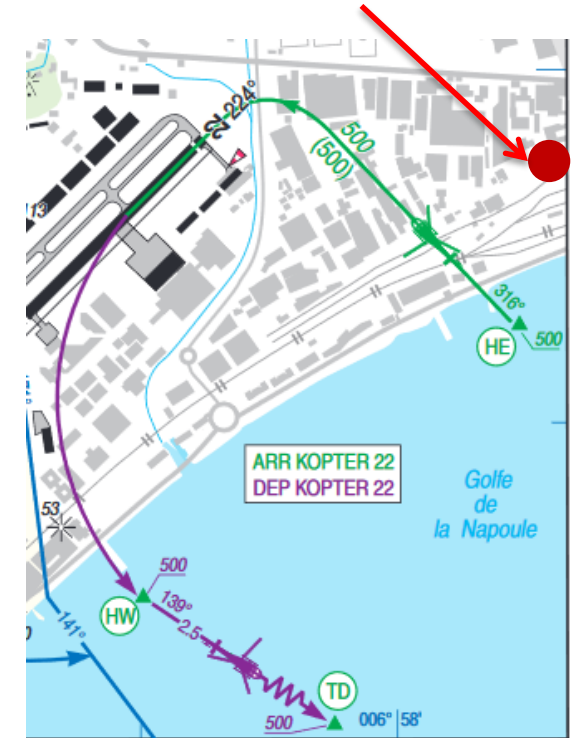 22
224°
500
(500)
13
316°
HE
500
ARR KOPTER 22
DEP KOPTER 22
Golfe
de
la Napoule
53
500
HW
139°
2.5
141°
TD
500
006° 58'